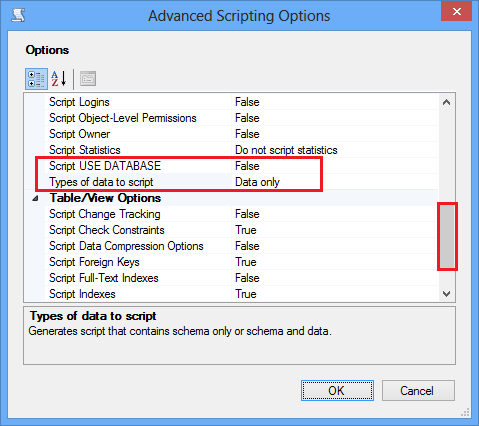 Advanced Scripting Options
Options
Script Logins False
Script Object-Level Permissions False
Script Owner False
Script Statistics Do not script statistics
Script USE DATABASE False
Types of data to script Data only
Table/View Options
Script Change Tracking False
Script Check Constraints True
Script Data Compression Options False
Script Foreign Keys True
Script Full-Text Indexes False
Script Indexes True
Types of data to script
Generates script that contains schema only or schema and data.
OK Cancel